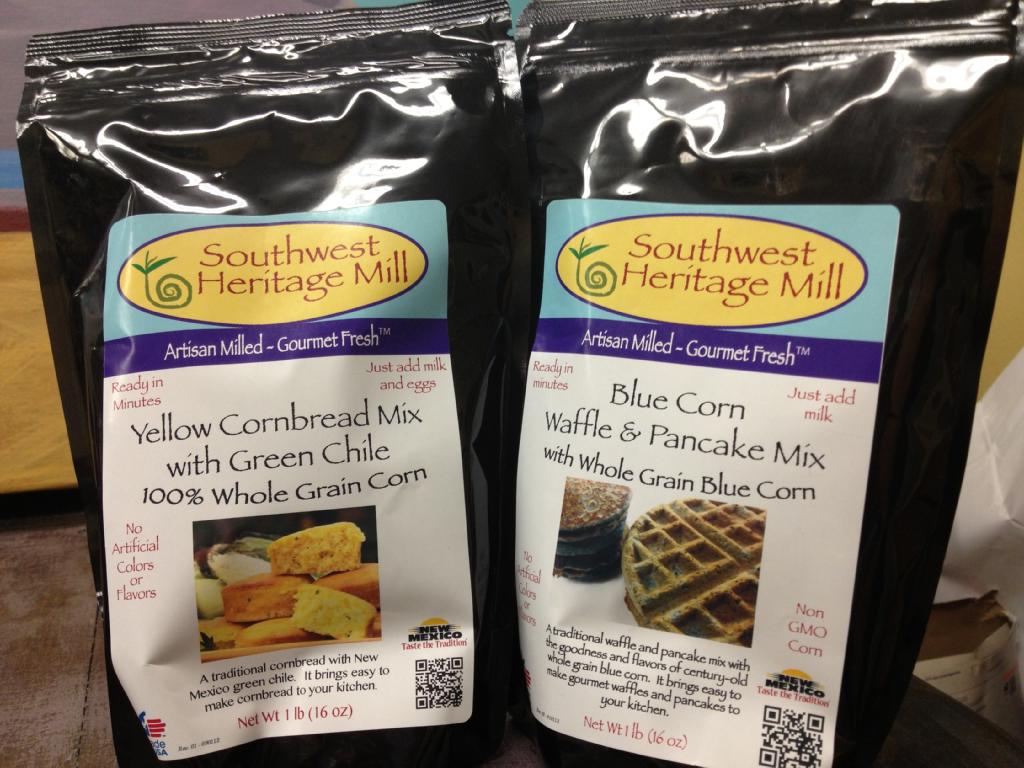 Southwest
Heritage Mill
Artisan Milled - Gourmet Fresh™
Ready in
Minutes
Just add milk
and eggs
Yellow Cornbread Mix
with Green Chile
100% Whole Grain Corn
No
Artificial
Colors
or
Flavors
NEW
MEXICO
Taste the Tradition
A traditional cornbread with New
Mexico green chile. It brings easy to
make cornbread to your kitchen.
Net Wt 1 lb (16 oz)
Southwest
Heritage Mill
Artisan Milled - Gourmet Fresh™
Ready in
minutes
Just add
milk
Blue Corn
Waffle & Pancake Mix
with Whole Grain Blue Corn
No
Artificial
Colors
or
Non
GMO
Corn
A traditional waffle and pancake mix with
the goodness and flavors of century-old
whole grain blue corn. It brings easy to
make gourmet waffles and pancakes to
your kitchen.
NEW
MEXICO
Taste the Tradition
Net Wt 1 lb (16 oz)